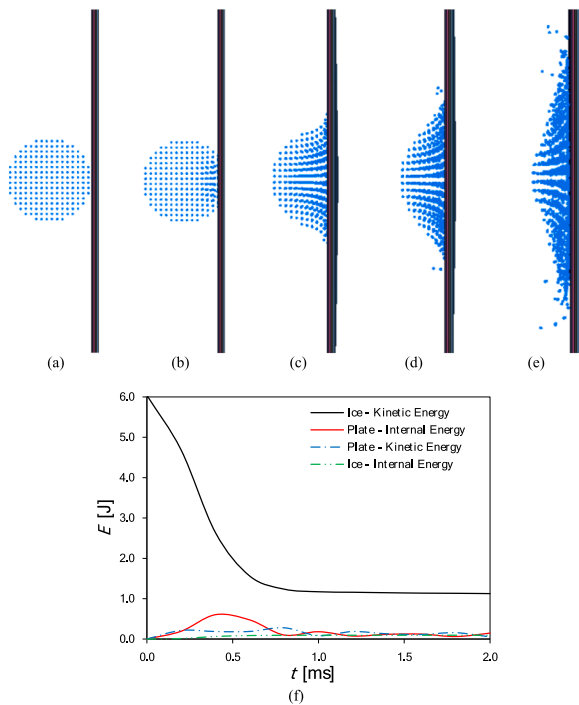 (a) (b) (c) (d) (e)
6.0
5.0
4.0
3.0
2.0
1.0
0.0
E [J]
Ice - Kinetic Energy
Plate - Internal Energy
Plate - Kinetic Energy
Ice - Internal Energy
0.0 0.5 1.0 1.5 2.0
t [ms]
(f)